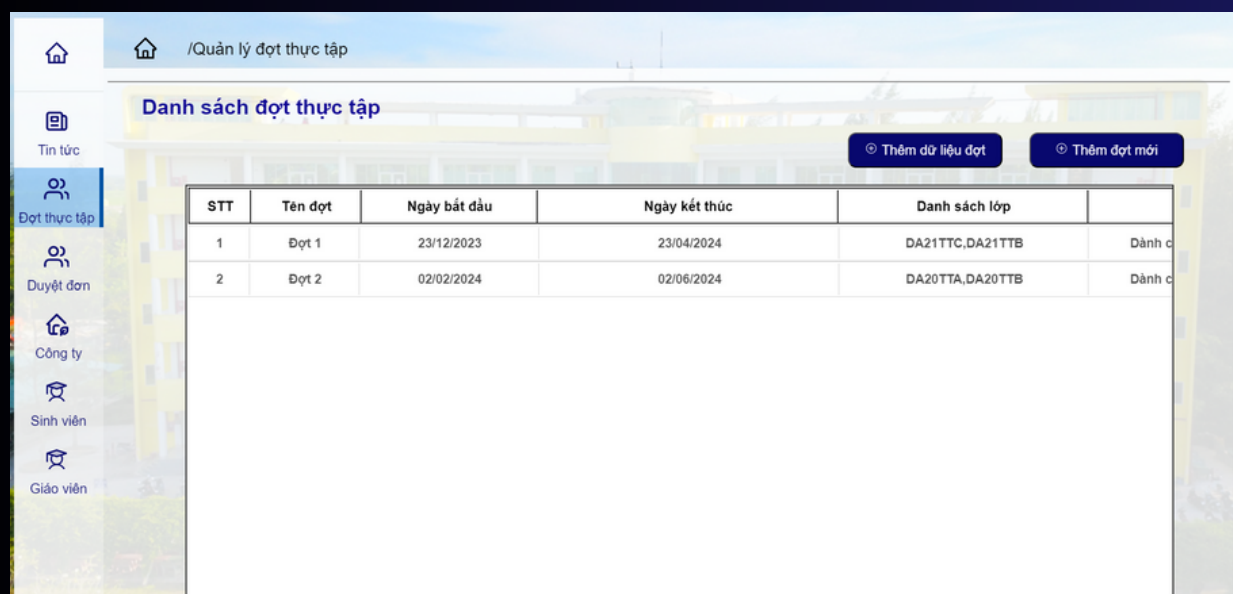 /Quản lý đợt thực tập
Danh sách đợt thực tập
Tin tức
Thêm dữ liệu đợt
Thêm đợt mới
Đợt thực tập
Duyệt đơn
Công ty
Sinh viên
Giáo viên
STT Tên đợt Ngày bắt đầu Ngày kết thúc Danh sách lớp
1 Đợt 1 23/12/2023 23/04/2024 DA21TTC,DA21TTB Dành c
2 Đợt 2 02/02/2024 02/06/2024 DA20TTA,DA20TTB Dành c